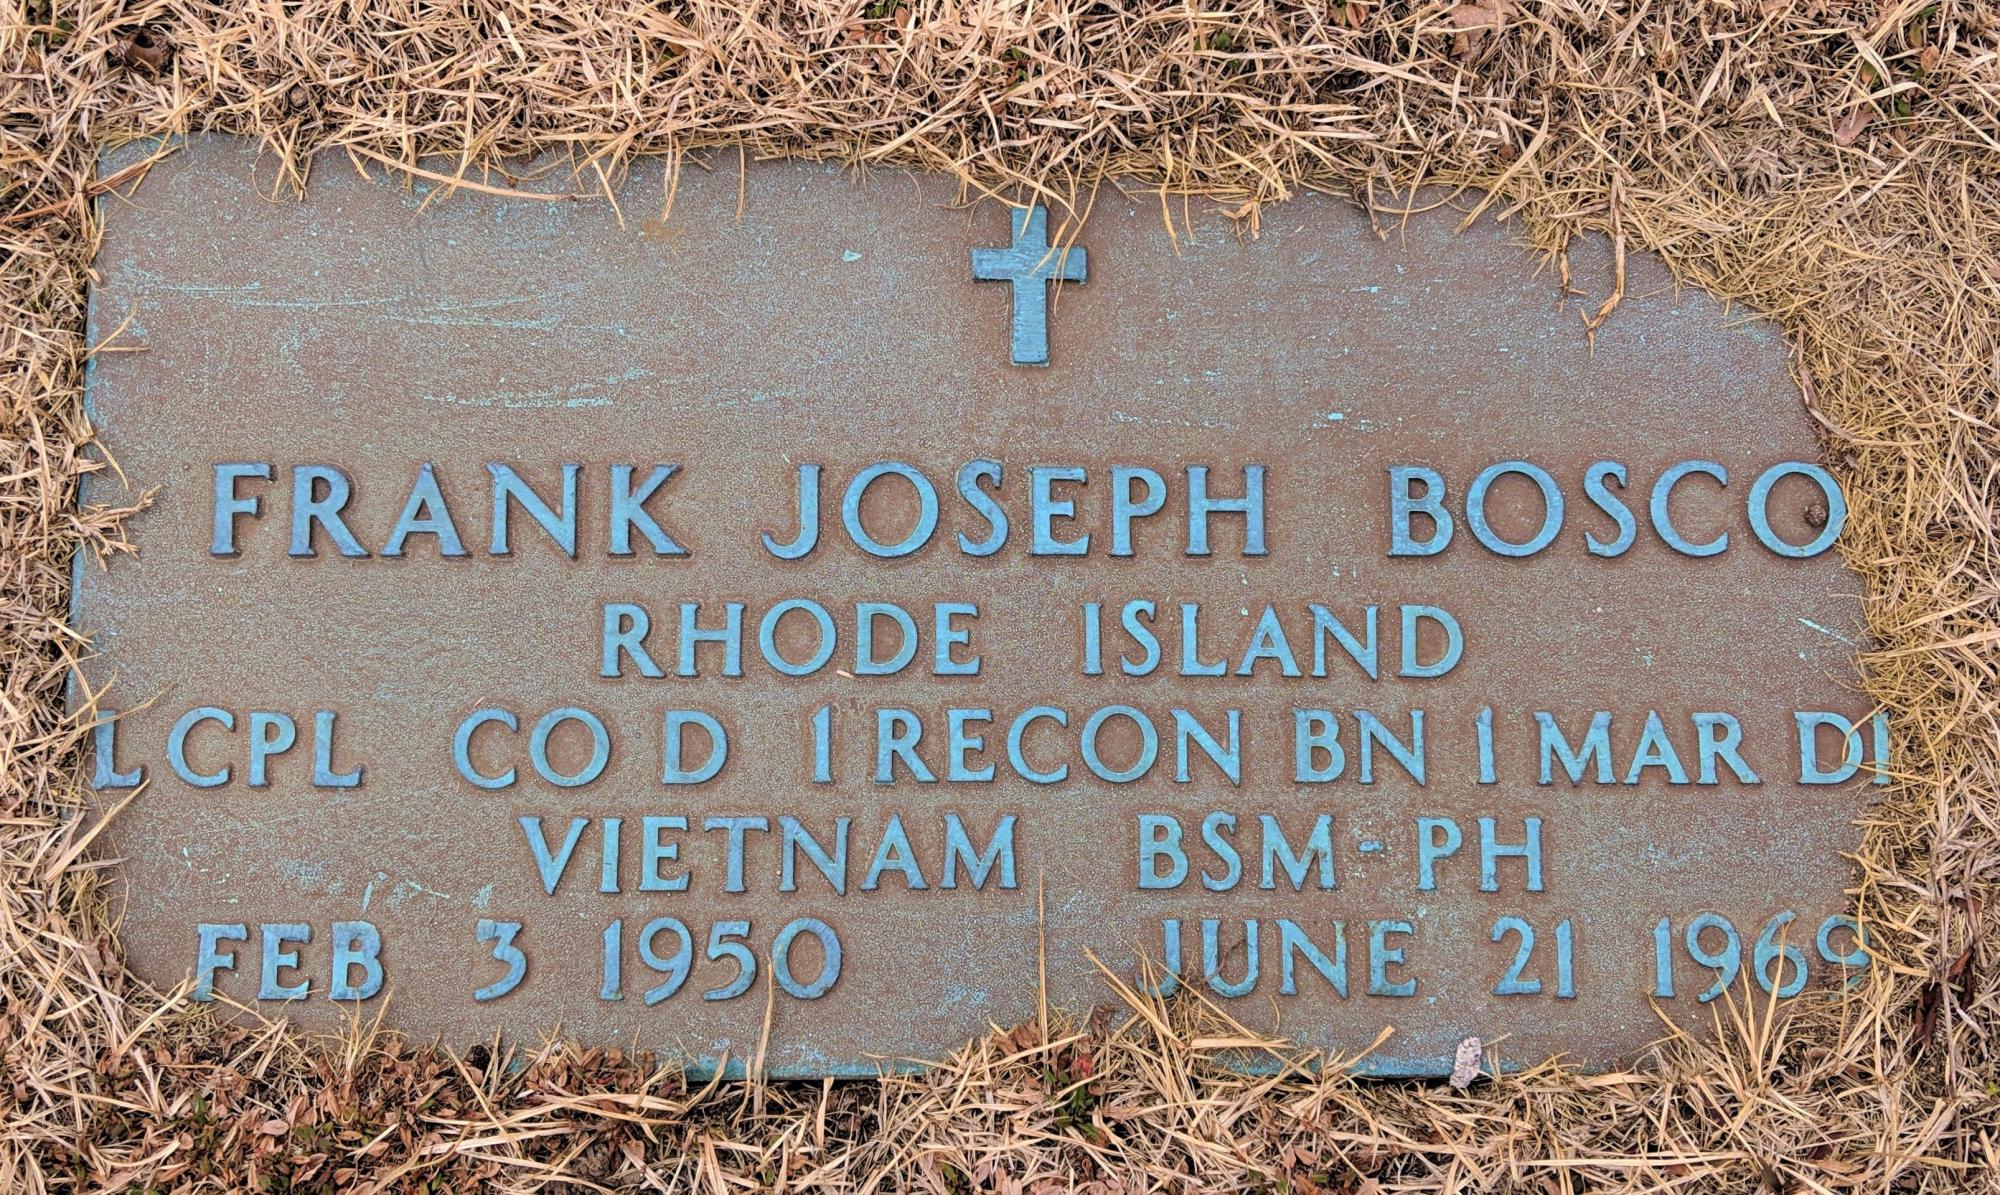 FRANK JOSEPH BOSCO
RHODE ISLAND
LCPL CO D 1 RECON BN 1 MAR DI
VIETNAM BSM-PH
FEB 3 1950 JUNE 21 1969